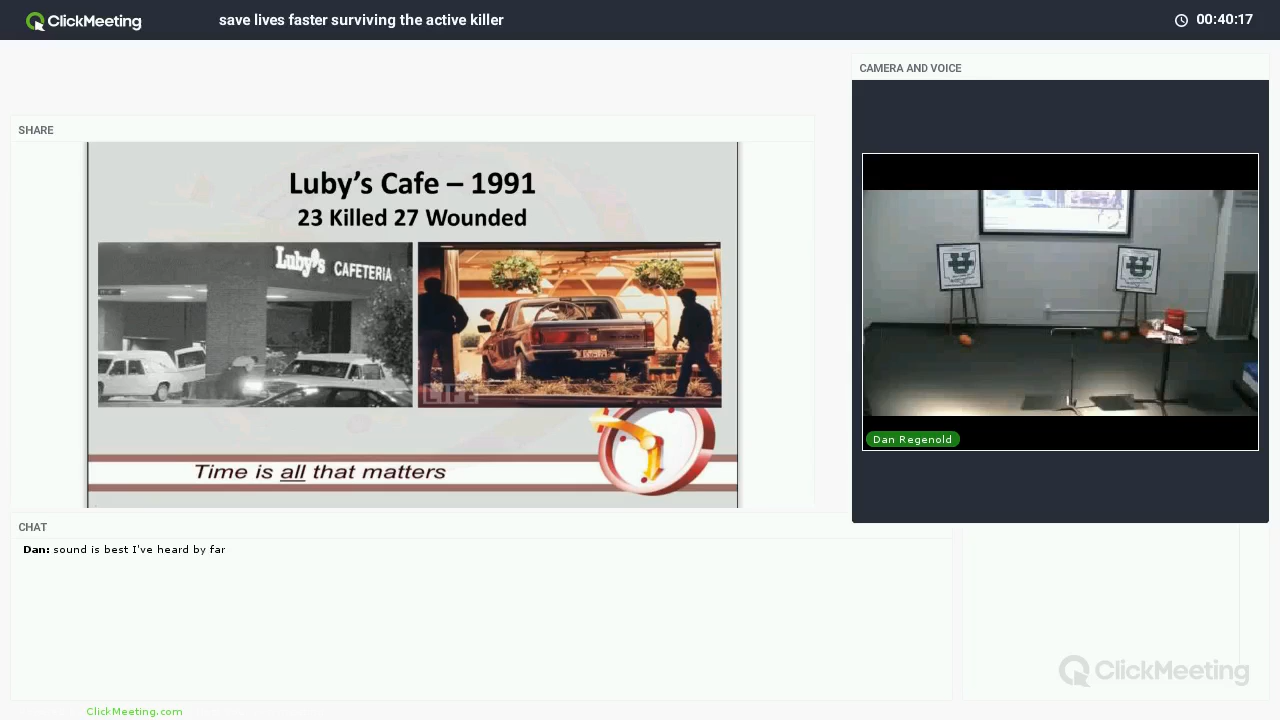 ClickMeeting
save lives faster surviving the active killer
00:40:17
CAMERA AND VOICE
SHARE
Luby's Cafe – 1991
23 Killed 27 Wounded
Luby's CAFETERIA
LIFE
Time is all that matters
Dan Regenold
CHAT
Dan: sound is best I've heard by far
ClickMeeting
ClickMeeting.com